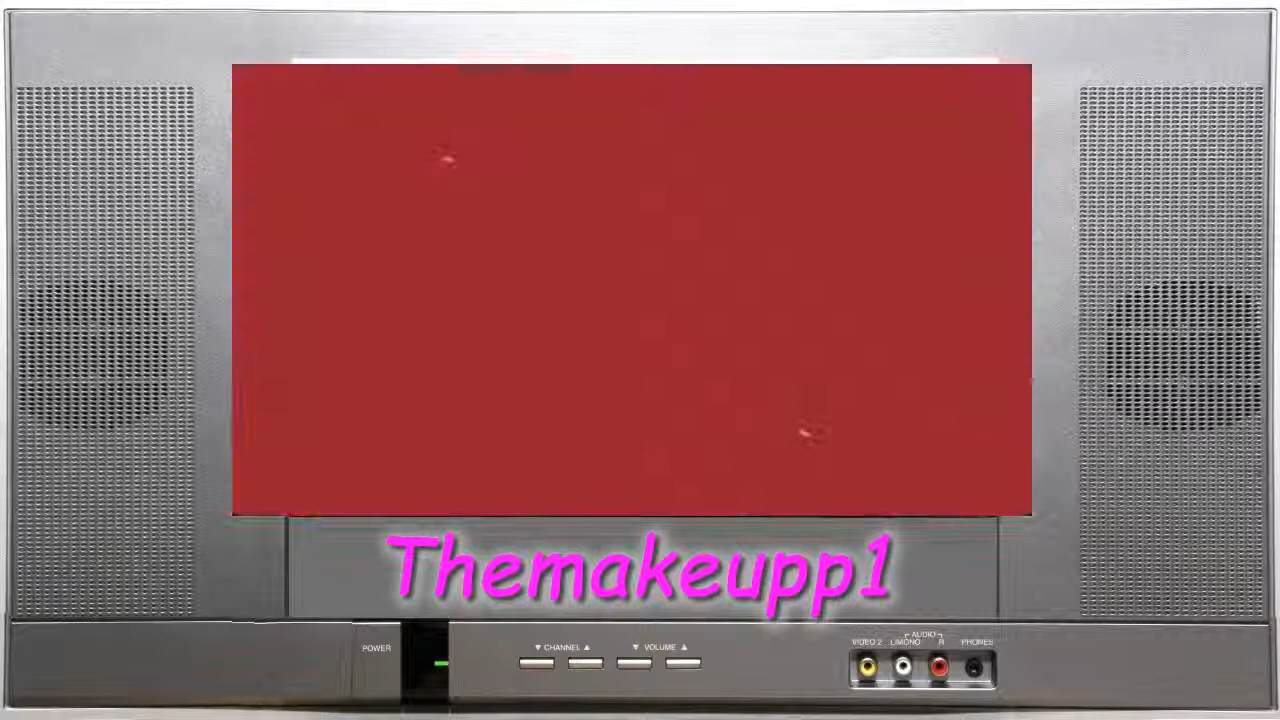 Themakeupp1
POWER
▼ CHANNEL ▲
▼ VOLUME ▲
AUDIO
VIDEO 2 L/MONO R PHONES